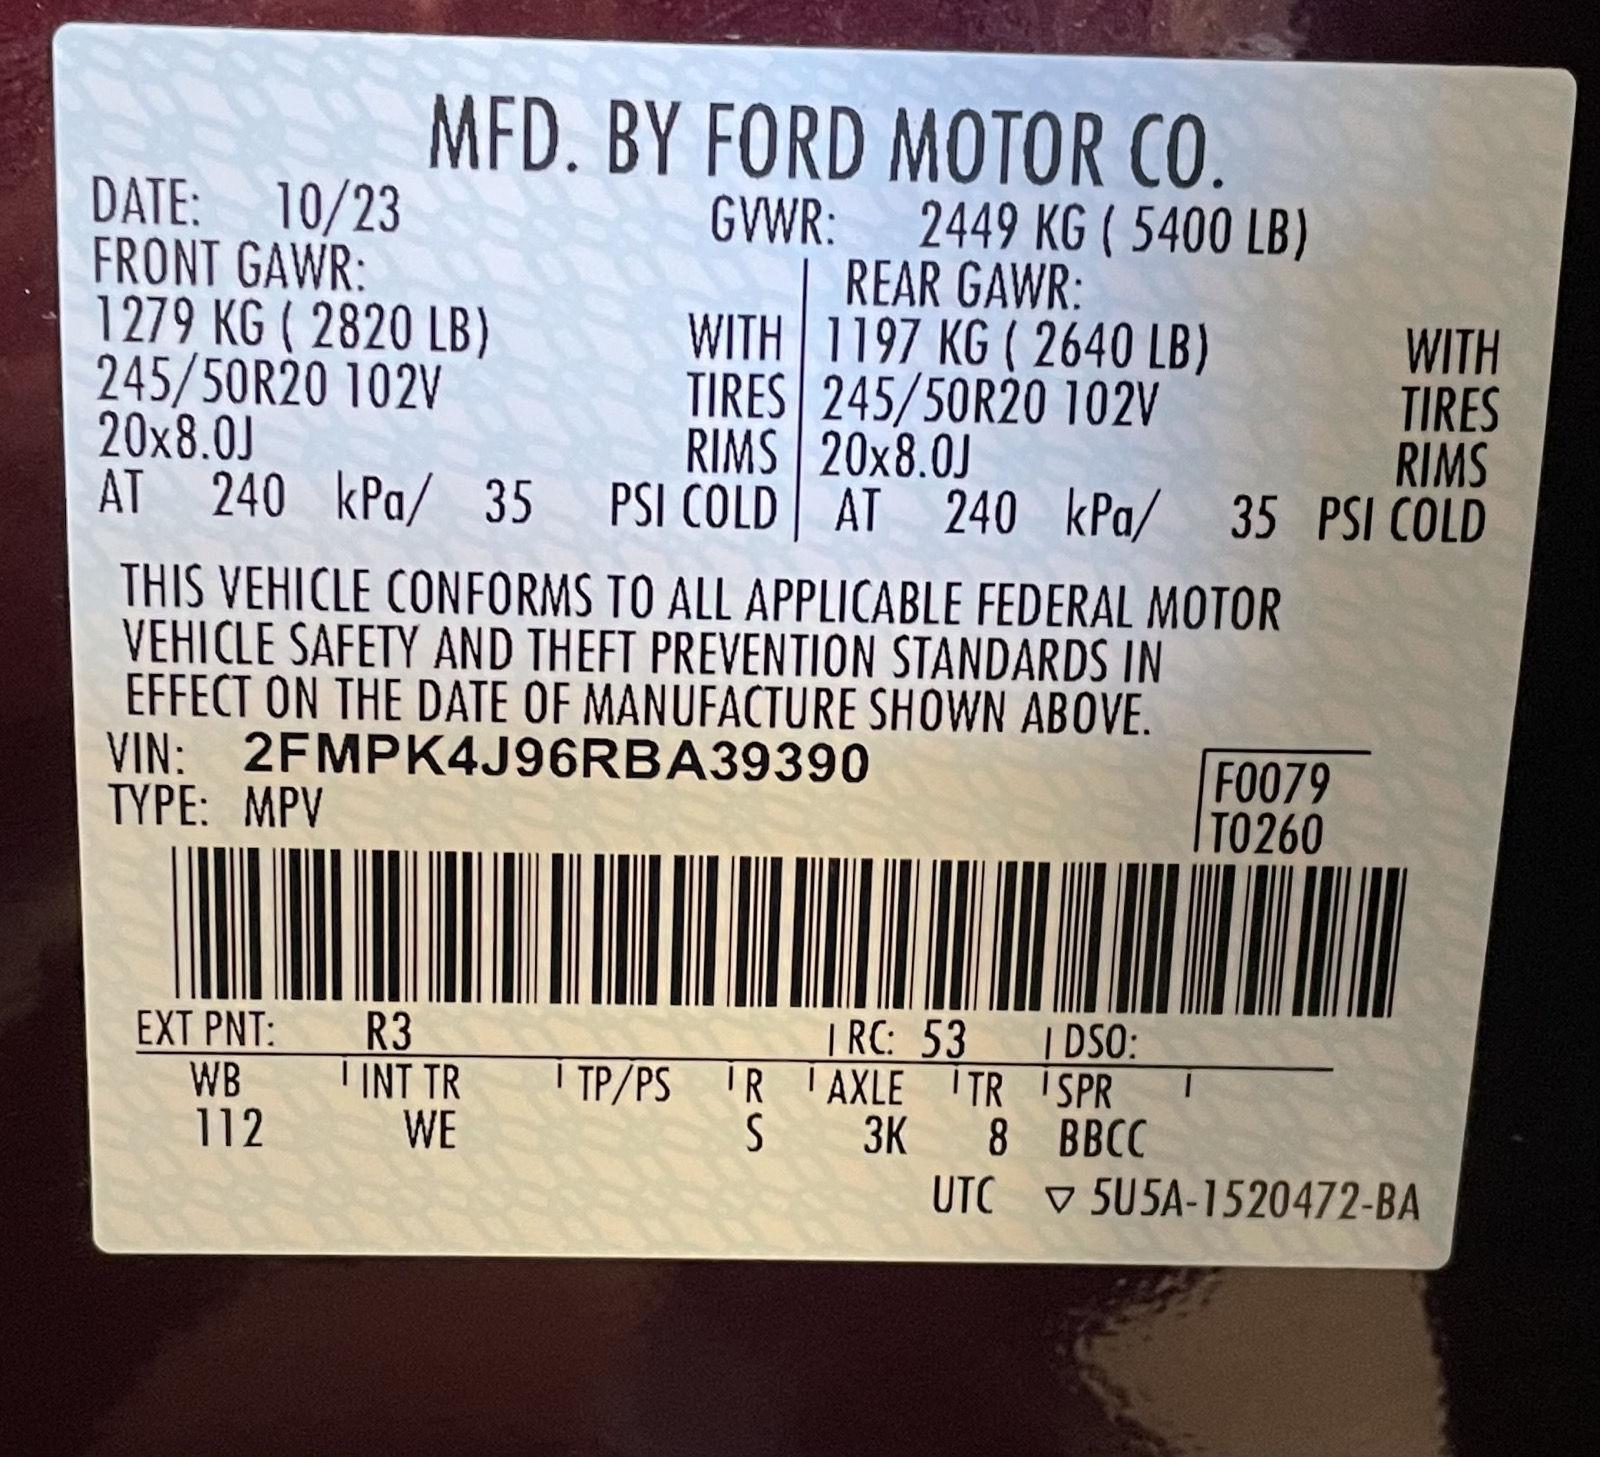 MFD. BY FORD MOTOR CO.
DATE: 10/23 GVWR: 2449 KG ( 5400 LB)
FRONT GAWR: REAR GAWR:
1279 KG ( 2820 LB) WITH 1197 KG ( 2640 LB) WITH
245/50R20 102V TIRES 245/50R20 102V TIRES
20x8.0J RIMS 20x8.0J RIMS
AT 240 kPa/ 35 PSI COLD AT 240 kPa/ 35 PSI COLD
THIS VEHICLE CONFORMS TO ALL APPLICABLE FEDERAL MOTOR
VEHICLE SAFETY AND THEFT PREVENTION STANDARDS IN
EFFECT ON THE DATE OF MANUFACTURE SHOWN ABOVE.
VIN: 2FMPK4J96RBA39390 F0079
TYPE: MPV T0260
EXT PNT: R3 RC: 53 DSO:
WB INT TR TP/PS R AXLE TR SPR
112 WE S 3K 8 BBCC
UTC ▽ 5U5A-1520472-BA